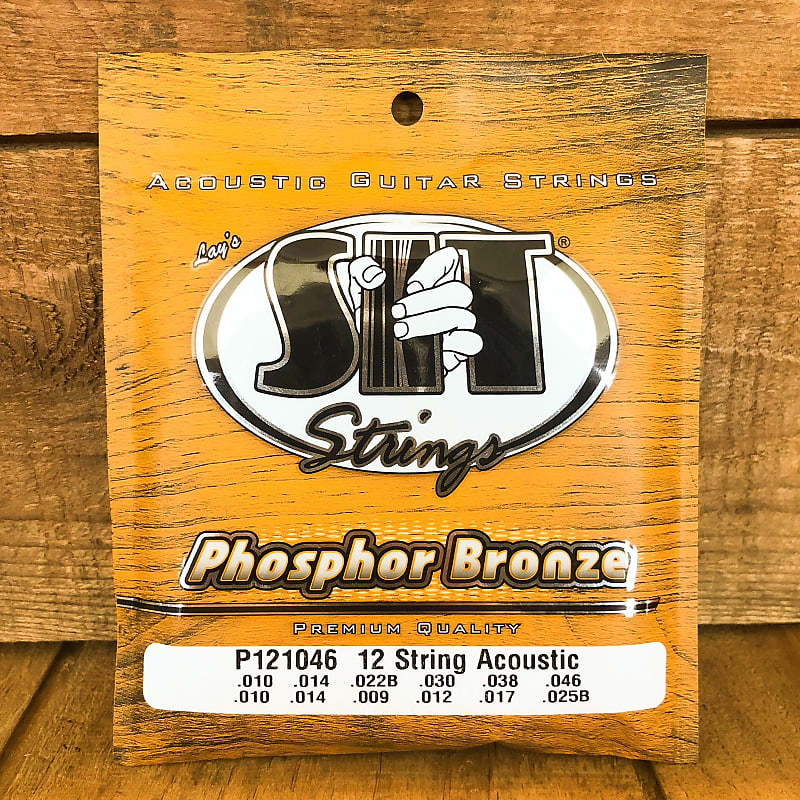 Acoustic Guitar Strings
Lay's
SIT®
Strings
Phosphor Bronze
Premium Quality
P121046 12 String Acoustic
.010 .014 .022B .030 .038 .046
.010 .014 .009 .012 .017 .025B